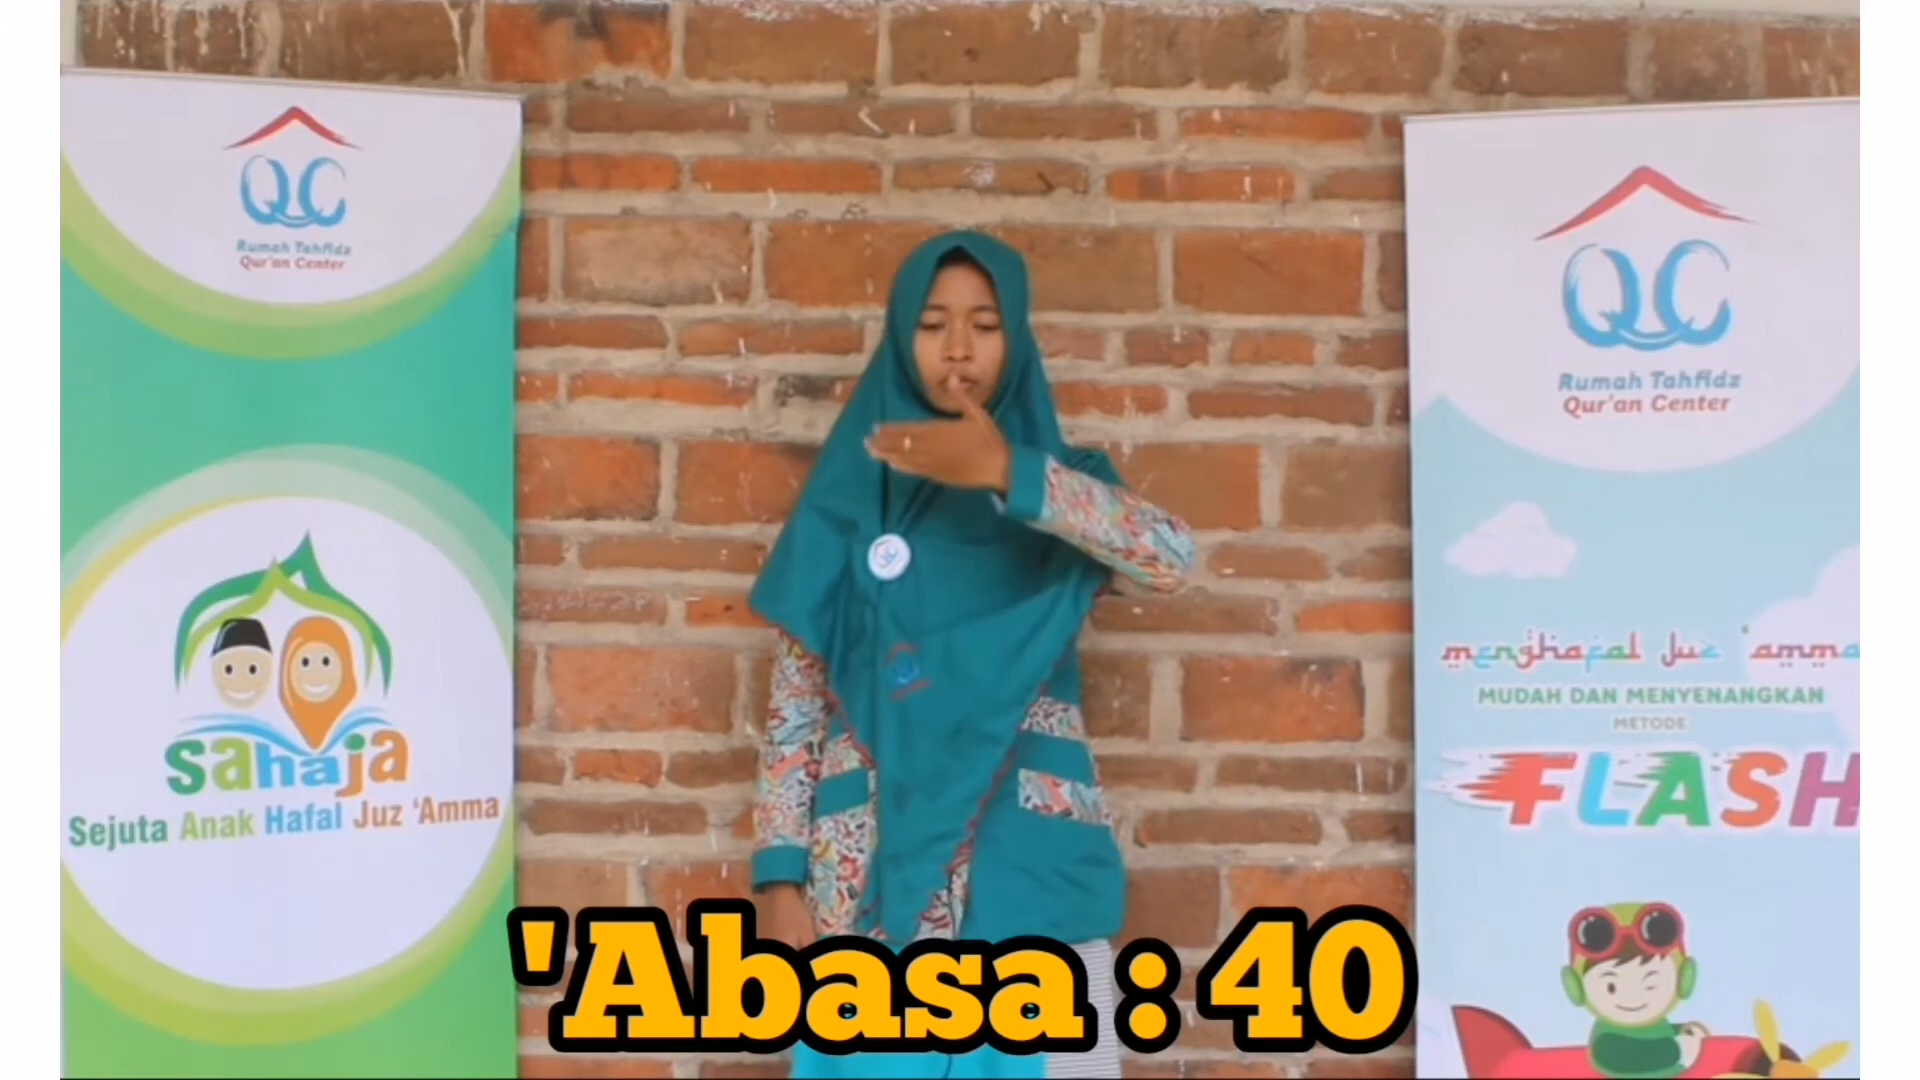 QC
Rumah Tahfidz
Qur'an Center
sahaja
Sejuta Anak Hafal Juz 'Amma
QC
QC
Rumah Tahfidz
Qur'an Center
menghafal Juz 'amma
MUDAH DAN MENYENANGKAN
METODE
FLASH
'Abasa : 40